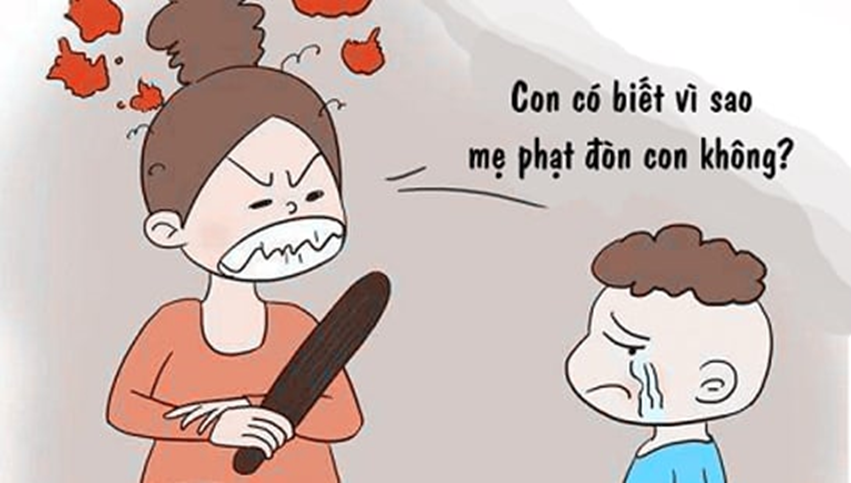 Con có biết vì sao
mẹ phạt đòn con không?